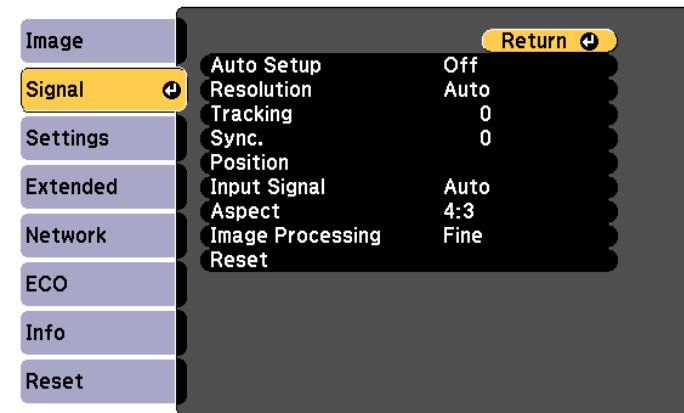 Image
Signal
Settings
Extended
Network
ECO
Info
Reset
Return
Auto Setup Off
Resolution Auto
Tracking 0
Sync. 0
Position
Input Signal Auto
Aspect 4:3
Image Processing Fine
Reset